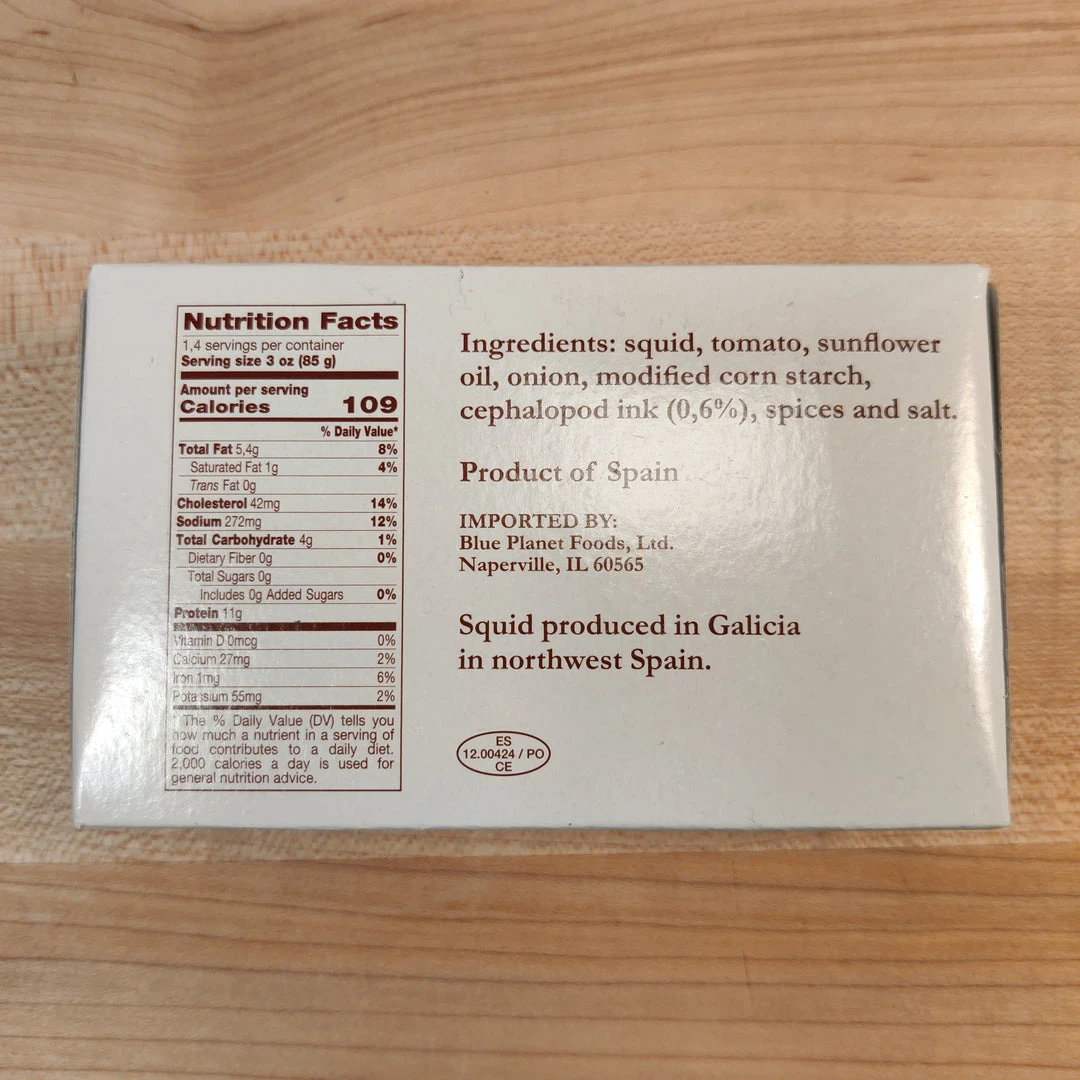 Nutrition Facts
1,4 servings per container
Serving size 3 oz (85 g)
Amount per serving
Calories 109
% Daily Value*
Total Fat 5,4g 8%
Saturated Fat 1g 4%
Trans Fat 0g
Cholesterol 42mg 14%
Sodium 272mg 12%
Total Carbohydrate 4g 1%
Dietary Fiber 0g 0%
Total Sugars 0g
Includes 0g Added Sugars 0%
Protein 11g
Vitamin D 0mcg 0%
Calcium 27mg 2%
Iron 1mg 6%
Potassium 55mg 2%
* The % Daily Value (DV) tells you
how much a nutrient in a serving of
food contributes to a daily diet.
2,000 calories a day is used for
general nutrition advice.
Ingredients: squid, tomato, sunflower
oil, onion, modified corn starch,
cephalopod ink (0,6%), spices and salt.
Product of Spain
IMPORTED BY:
Blue Planet Foods, Ltd.
Naperville, IL 60565
Squid produced in Galicia
in northwest Spain.
ES
12.00424 / PO
CE